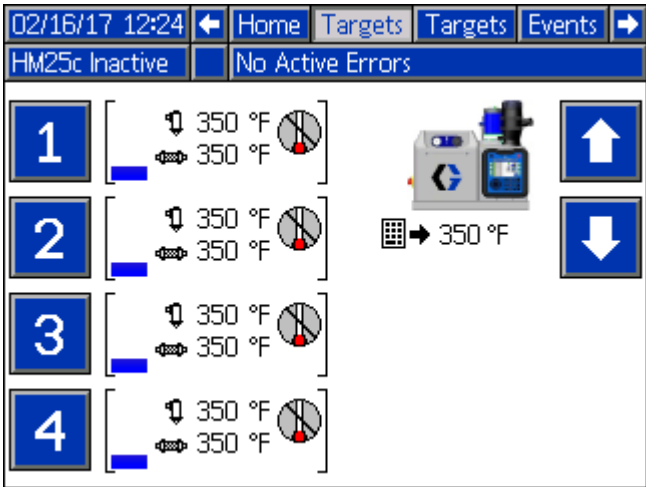 02/16/17 12:24 Home Targets Targets Events
HM25c Inactive No Active Errors
1 350 °F
350 °F
2 350 °F
350 °F
350 °F
3 350 °F
350 °F
4 350 °F
350 °F